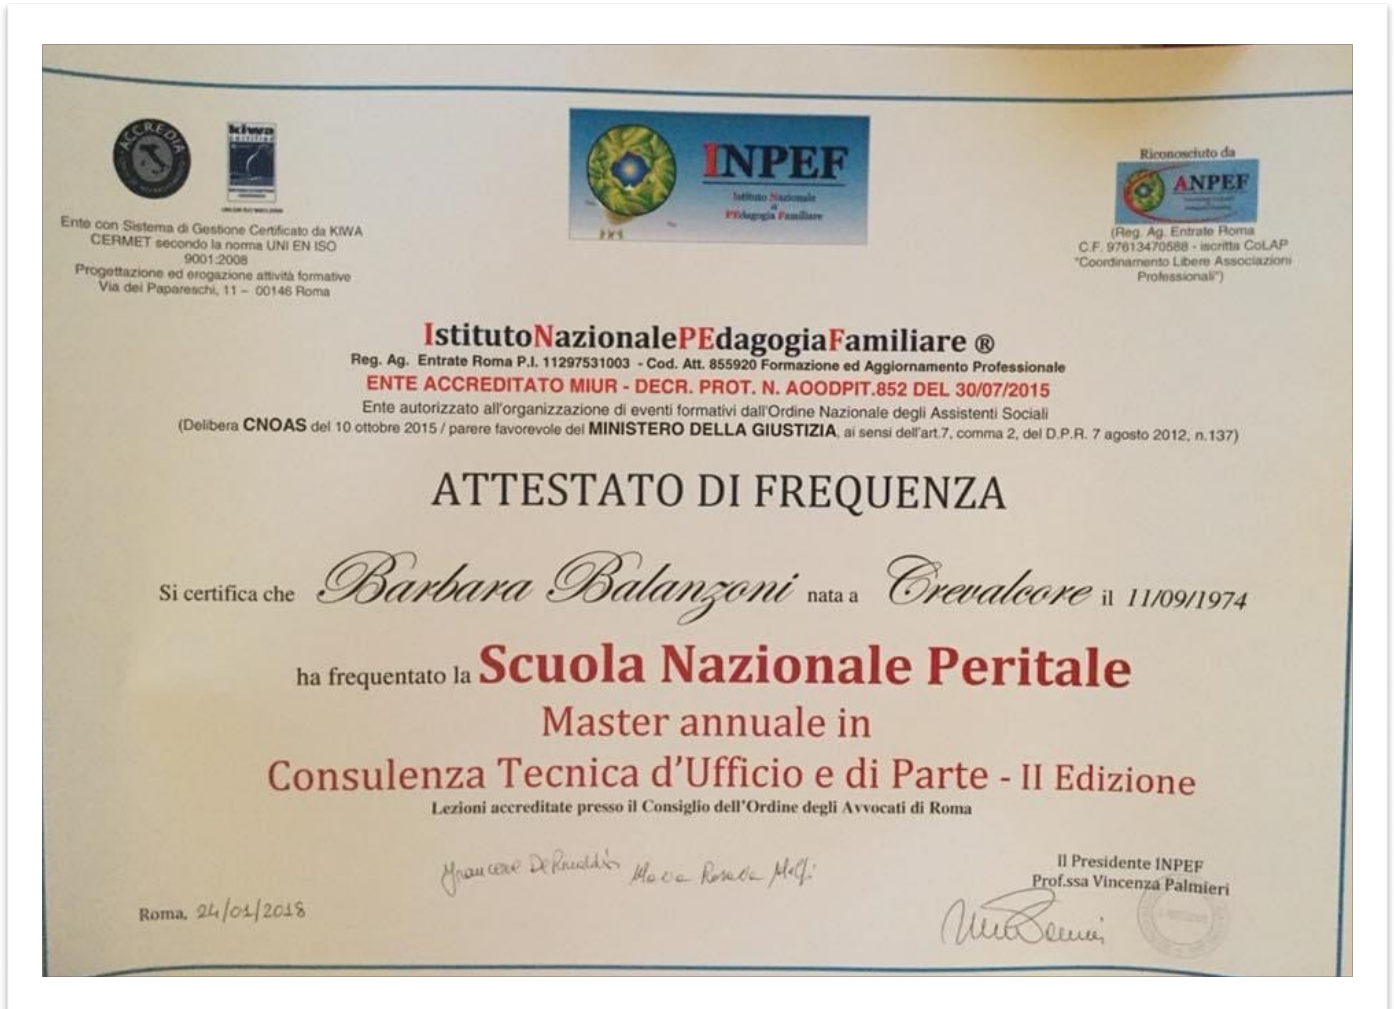 ACCREDIA
kiwa
Ente con Sistema di Gestione Certificato da KIWA
CERMET secondo la norma UNI EN ISO
9001:2008
Progettazione ed erogazione attività formative
Via dei Papareschi, 11 – 00146 Roma
INPEF
Istituto Nazionale
di
PEdagogia Familiare
Riconosciuto da
ANPEF
(Reg. Ag. Entrate Roma
C.F. 97613470588 - iscritta CoLAP
"Coordinamento Libere Associazioni
Professionali")
IstitutoNazionalePEdagogiaFamiliare ®
Reg. Ag. Entrate Roma P.I. 11297531003 - Cod. Att. 855920 Formazione ed Aggiornamento Professionale
ENTE ACCREDITATO MIUR - DECR. PROT. N. AOODPIT.852 DEL 30/07/2015
Ente autorizzato all'organizzazione di eventi formativi dall'Ordine Nazionale degli Assistenti Sociali
(Delibera CNOAS del 10 ottobre 2015 / parere favorevole del MINISTERO DELLA GIUSTIZIA, ai sensi dell'art.7, comma 2, del D.P.R. 7 agosto 2012, n.137)
ATTESTATO DI FREQUENZA
Si certifica che Barbara Balanzoni nata a Crevalcore il 11/09/1974
ha frequentato la Scuola Nazionale Peritale
Master annuale in
Consulenza Tecnica d'Ufficio e di Parte - II Edizione
Lezioni accreditate presso il Consiglio dell'Ordine degli Avvocati di Roma
Il Presidente INPEF
Prof.ssa Vincenza Palmieri
Roma, 24/01/2018